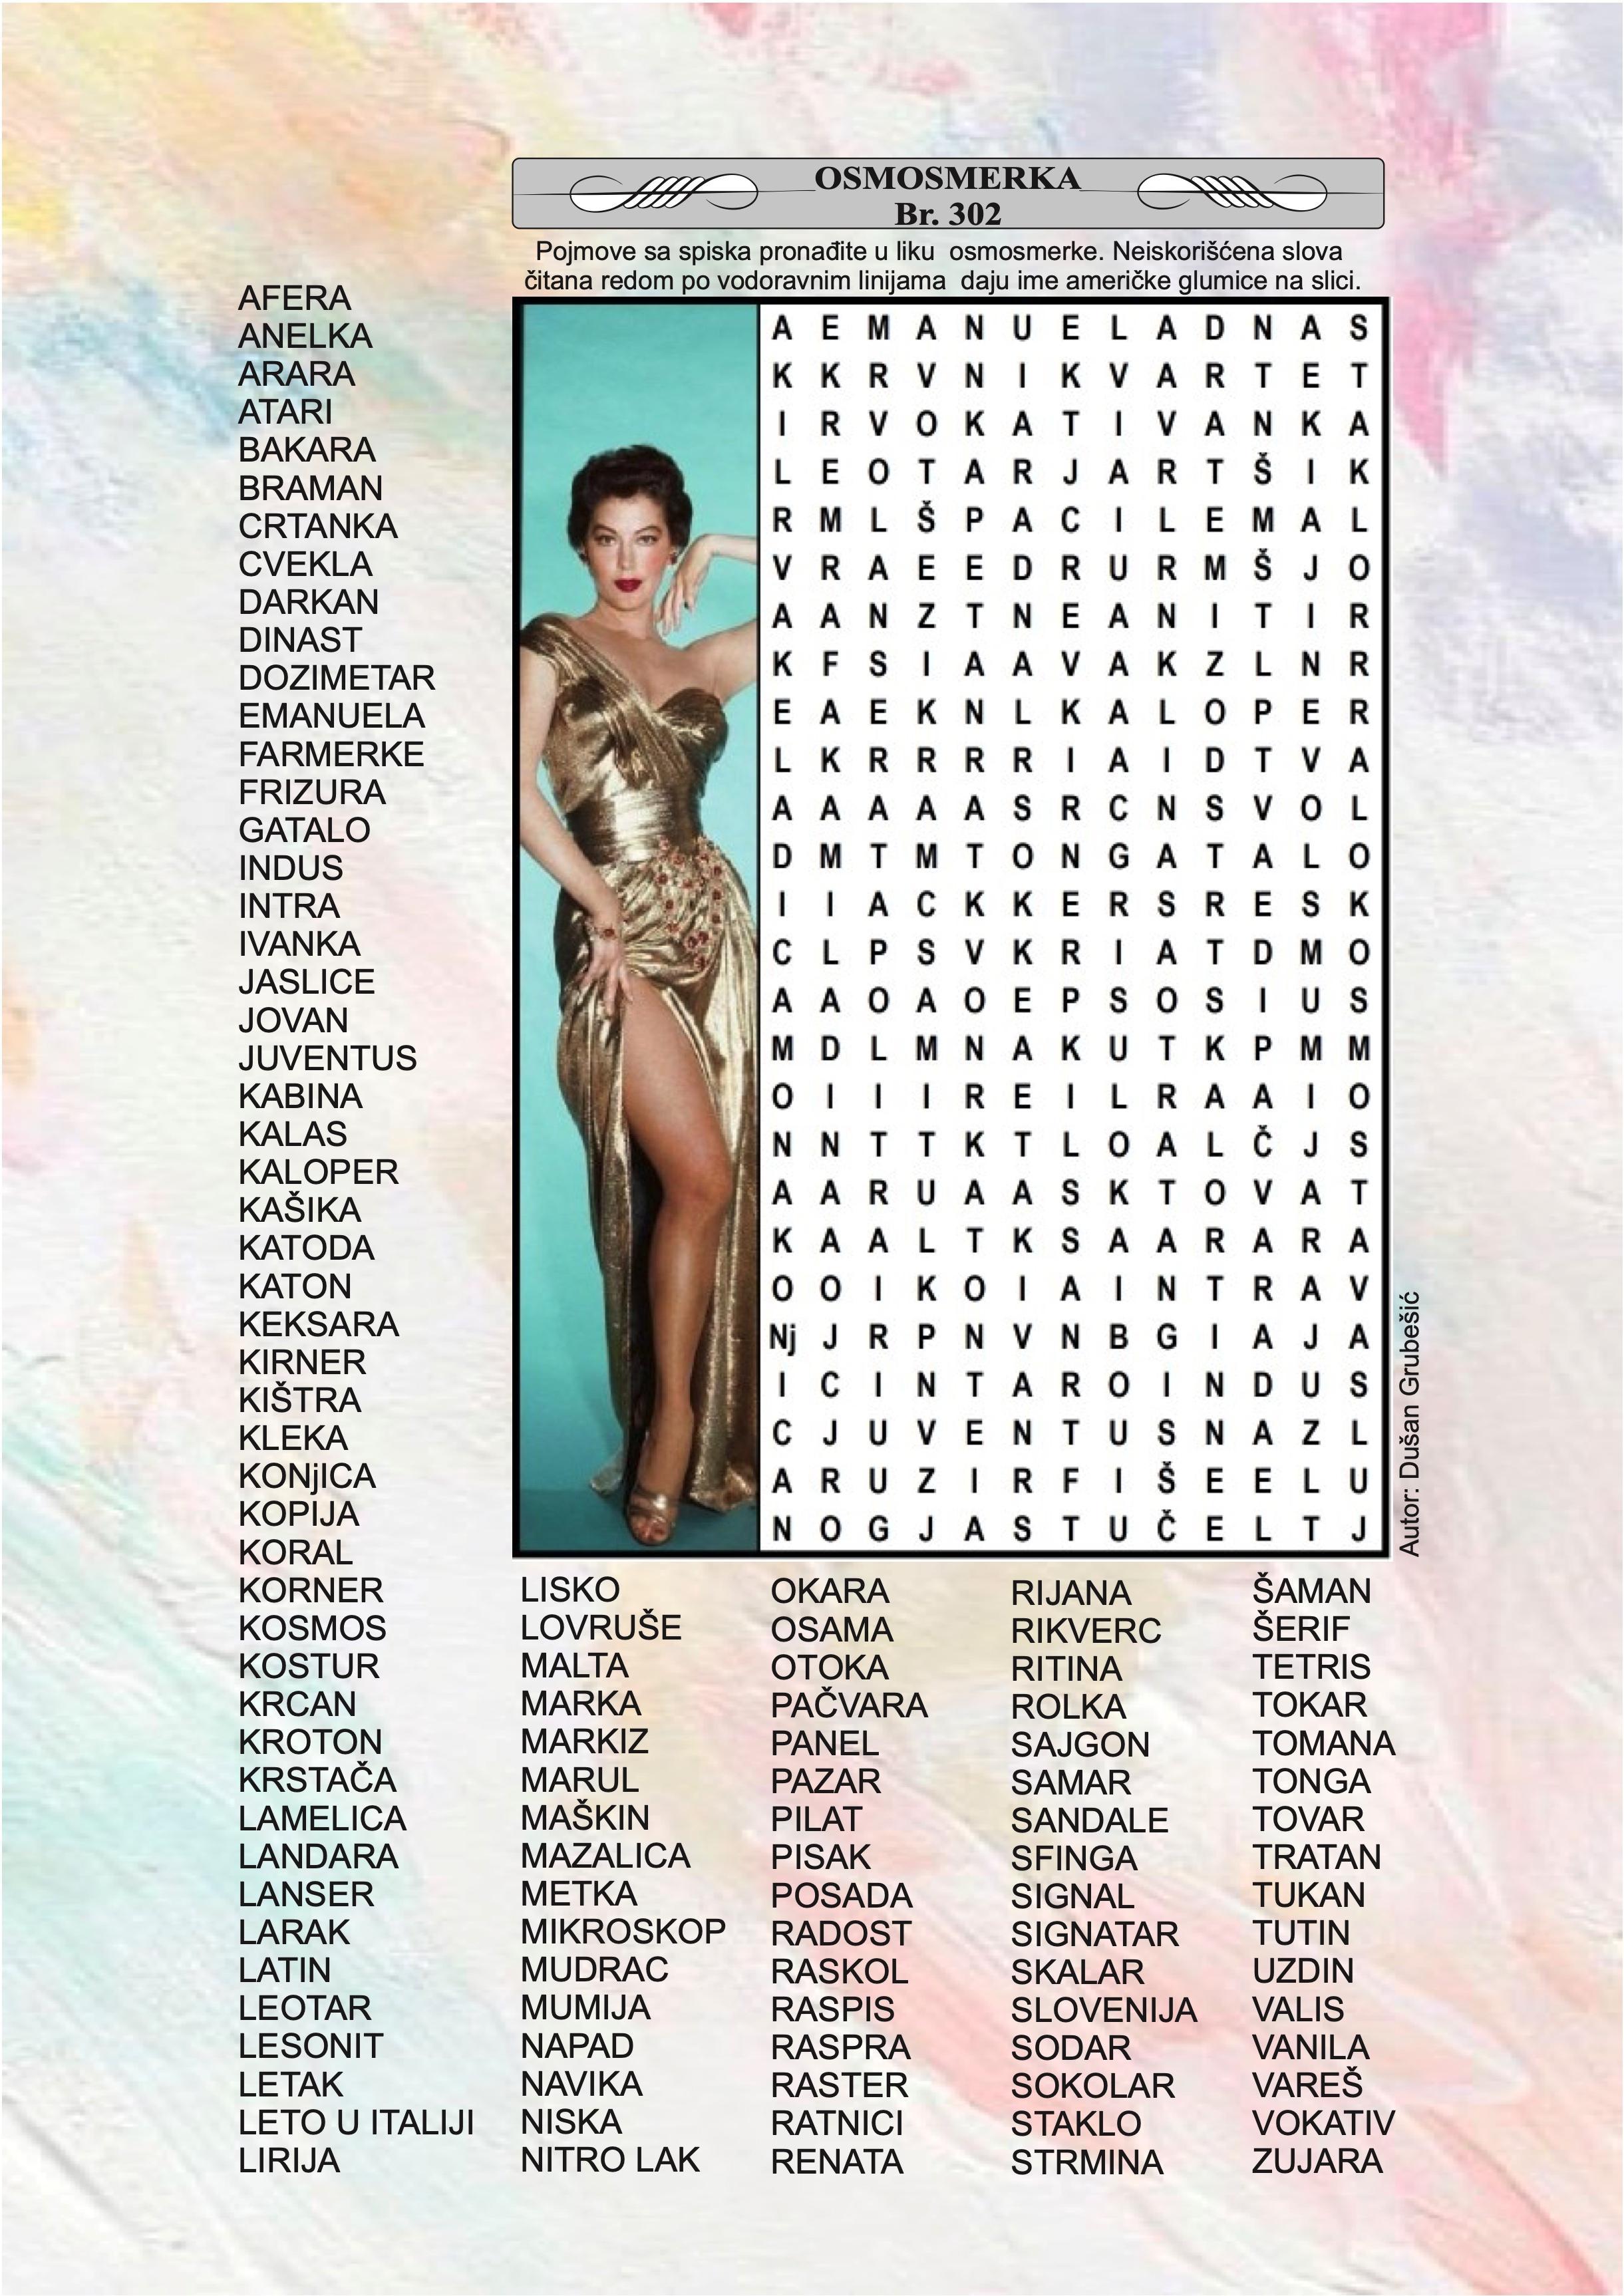 OSMOSMERKA
Br. 302
Pojmove sa spiska pronađite u liku osmosmerke. Neiskorišćena slova
čitana redom po vodoravnim linijama daju ime američke glumice na slici.
AFERA
ANELKA
ARARA
ATARI
BAKARA
BRAMAN
CRTANKA
CVEKLA
DARKAN
DINAST
DOZIMETAR
EMANUELA
FARMERKE
FRIZURA
GATALO
INDUS
INTRA
IVANKA
JASLICE
JOVAN
JUVENTUS
KABINA
KALAS
KALOPER
KAŠIKA
KATODA
KATON
KEKSARA
KIRNER
KIŠTRA
KLEKA
KONjICA
KOPIJA
KORAL
KORNER
KOSMOS
KOSTUR
KRCAN
KROTON
KRSTAČA
LAMELICA
LANDARA
LANSER
LARAK
LATIN
LEOTAR
LESONIT
LETAK
LETO U ITALIJI
LIRIJA
A E M A N U E L A D N A S
K K R V N I K V A R T E T
I R V O K A T I V A N K A
L E O T A R J A R T Š I K
R M L Š P A C I L E M A L
V R A E E D R U R M Š J O
A A N Z T N E A N I T I R
K F S I A A V A K Z L N R
E A E K N L K A L O P E R
L K R R R R I A I D T V A
A A A A A S R C N S V O L
D M T M T O N G A T A L O
I I A C K K E R S R E S K
C L P S V K R I A T D M O
A A O A O E P S O S I U S
M D L M N A K U T K P M M
O I I I R E I L R A A I O
N N T T K T L O A L Č J S
A A R U A A S K T O V A T
K A A L T K S A A R A R A
O O I K O I A I N T R A V
Nj J R P N V N B G I A J A
I C I N T A R O I N D U S
C J U V E N T U S N A Z L
A R U Z I R F I Š E E L U
N O G J A S T U Č E L T J
Autor: Dušan Grubešić
LISKO
LOVRUŠE
MALTA
MARKA
MARKIZ
MARUL
MAŠKIN
MAZALICA
METKA
MIKROSKOP
MUDRAC
MUMIJA
NAPAD
NAVIKA
NISKA
NITRO LAK
OKARA
OSAMA
OTOKA
PAČVARA
PANEL
PAZAR
PILAT
PISAK
POSADA
RADOST
RASKOL
RASPIS
RASPRA
RASTER
RATNICI
RENATA
RIJANA
RIKVERC
RITINA
ROLKA
SAJGON
SAMAR
SANDALE
SFINGA
SIGNAL
SIGNATAR
SKALAR
SLOVENIJA
SODAR
SOKOLAR
STAKLO
STRMINA
ŠAMAN
ŠERIF
TETRIS
TOKAR
TOMANA
TONGA
TOVAR
TRATAN
TUKAN
TUTIN
UZDIN
VALIS
VANILA
VAREŠ
VOKATIV
ZUJARA